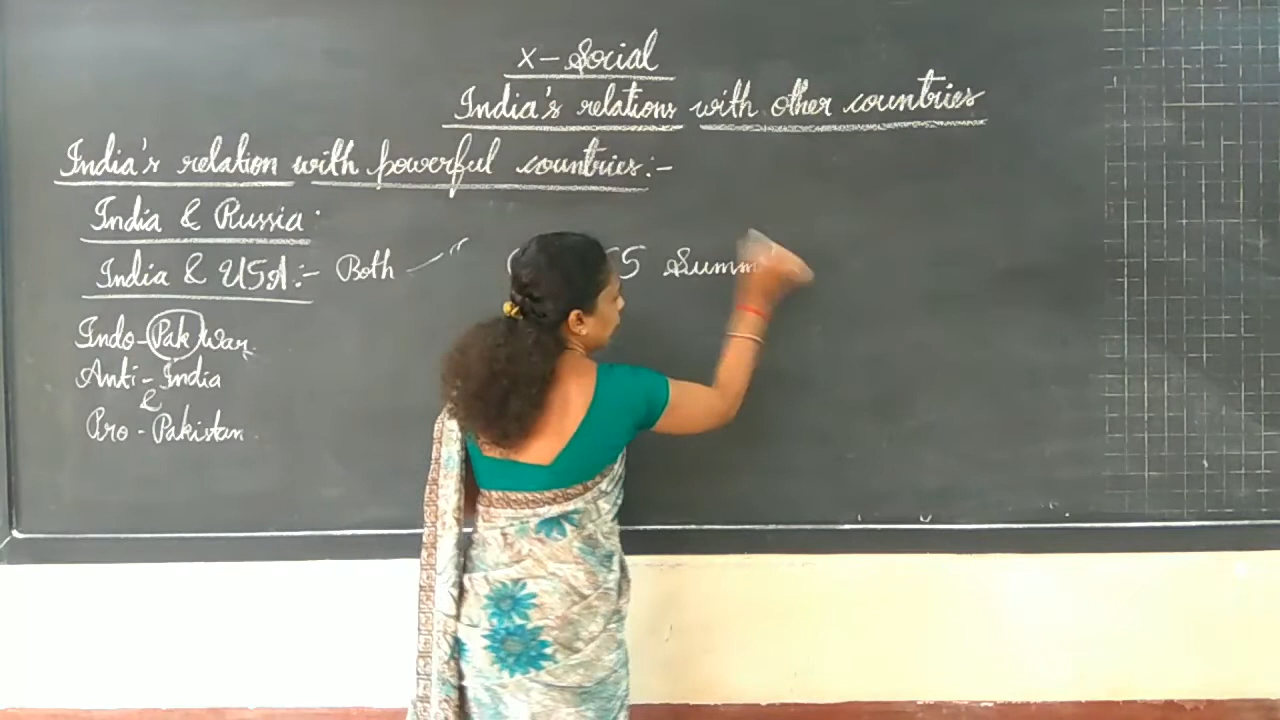 X - Social
India's relations with other countries
India's relation with powerful countries:-
India & Russia
India & USA:- Both
Indo-Pak War
Anti - India
&
Pro - Pakistan